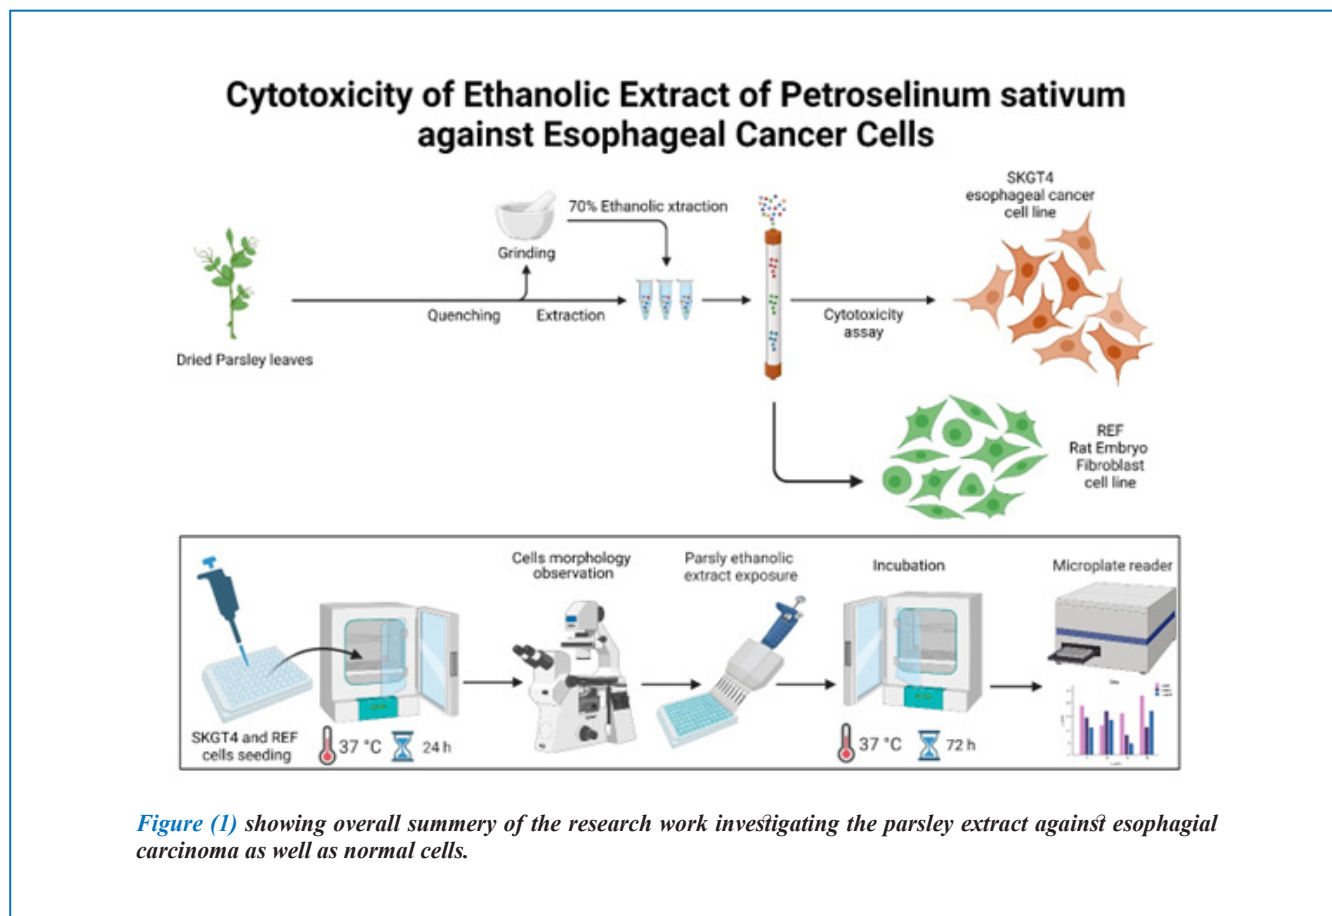 Cytotoxicity of Ethanolic Extract of Petroselinum sativum
against Esophageal Cancer Cells
SKGT4
esophageal cancer
cell line
70% Ethanolic xtraction
Grinding
Quenching
Extraction
Cytotoxicity
assay
Dried Parsley leaves
REF
Rat Embryo
Fibroblast
cell line
Cells morphology
observation
Parsly ethanolic
extract exposure
Incubation
Microplate reader
SKGT4 and REF
cells seeding
37 °C
24 h
37 °C
72 h
Figure (1) showing overall summery of the research work investigating the parsley extract against esophagial
carcinoma as well as normal cells.